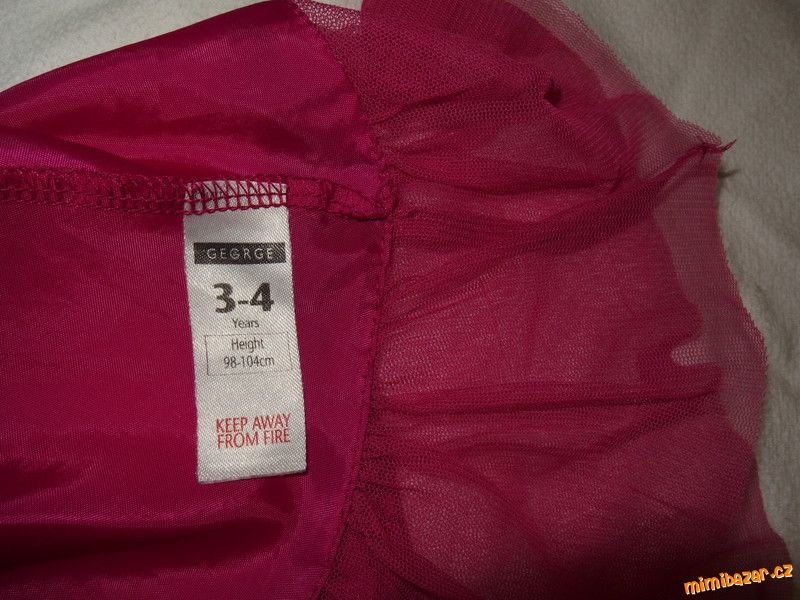 GEORGE
3-4
Years
Height
98-104cm
KEEP AWAY
FROM FIRE
mimibazar.cz